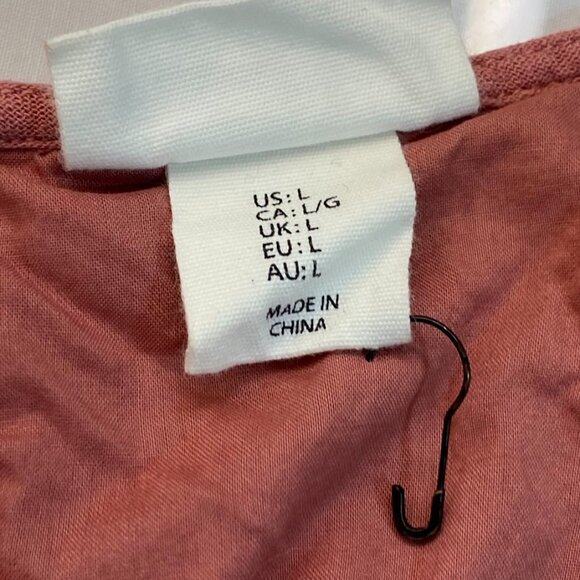 US: L
CA: L/G
UK: L
EU: L
AU: L
MADE IN
CHINA